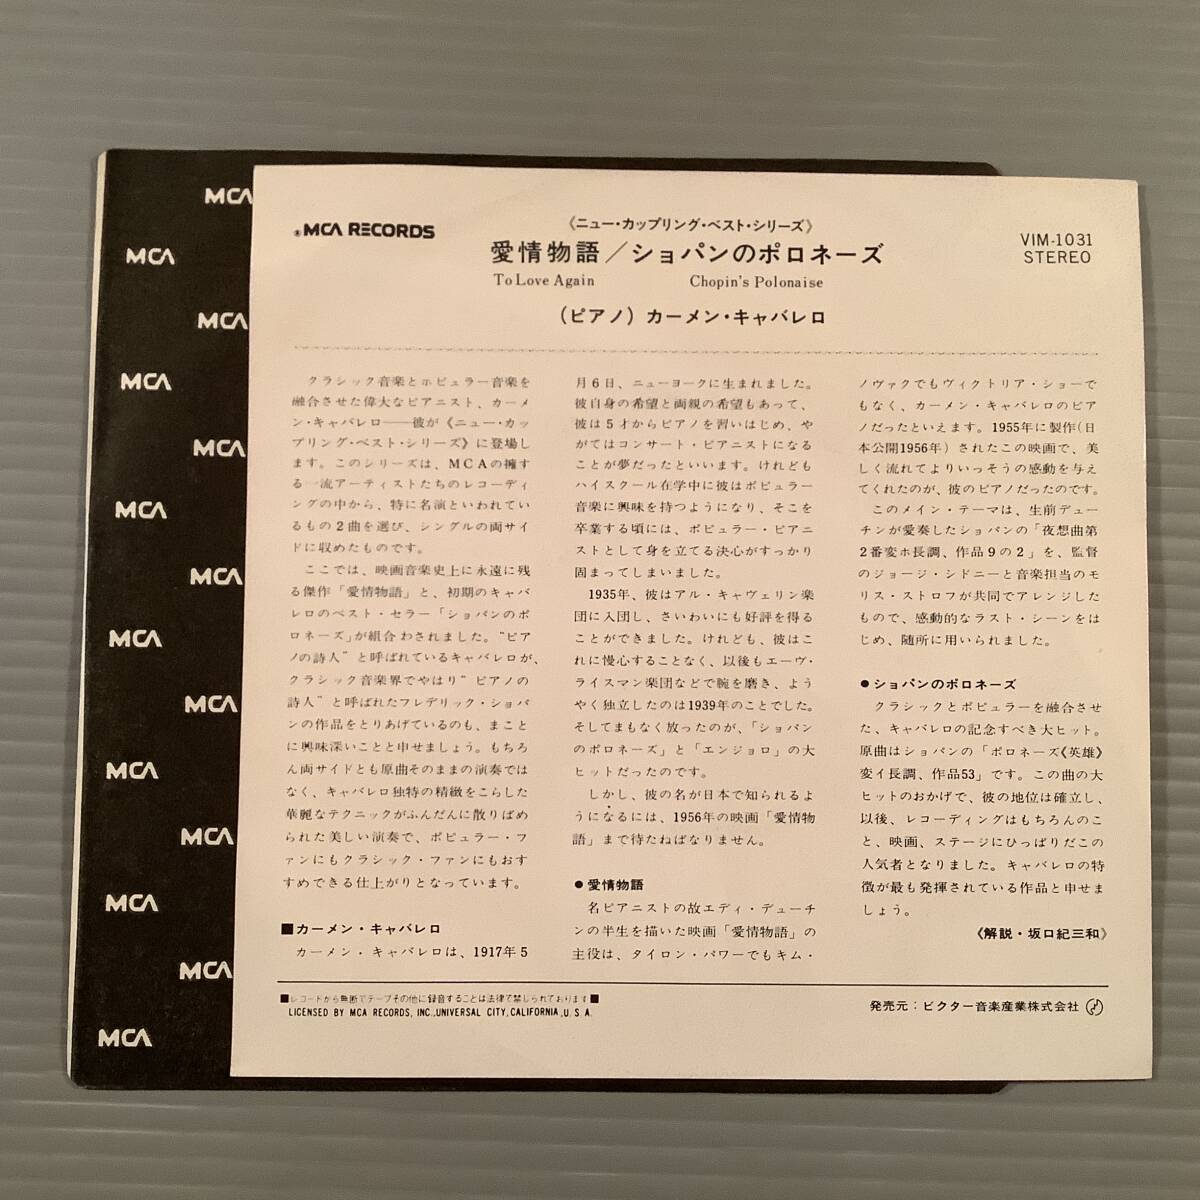 MCA
MCA
MCA
MCA
MCA
MCA
MCA
MCA
MCA
MCA
MCA
MCA
MCA
MCA
®MCA RECORDS
《ニュー・カップリング・ベスト・シリーズ》
愛情物語／ショパンのポロネーズ
To Love Again Chopin's Polonaise
(ピアノ) カーメン・キャバレロ
VIM-1031
STEREO
クラシック音楽とポピュラー音楽を
融合させた偉大なピアニスト、カーメ
ン・キャバレロ――彼が《ニュー・カッ
プリング・ベスト・シリーズ》に登場し
ます。このシリーズは、MCAの擁す
る一流アーティストたちのレコーディ
ングの中から、特に名演といわれてい
るもの2曲を選び、シングルの両サイ
ドに収めたものです。
ここでは、映画音楽史上に永遠に残
る傑作「愛情物語」と、初期のキャバ
レロのベスト・セラー「ショパンのポ
ロネーズ」が組合わされました。“ピア
ノの詩人”と呼ばれているキャバレロが、
クラシック音楽界でやはり“ピアノの
詩人”と呼ばれたフレデリック・ショパ
ンの作品をとりあげているのも、まこと
に興味深いことと申せましょう。もちろ
ん両サイドとも原曲そのままの演奏では
なく、キャバレロ独特の精緻をこらした
華麗なテクニックがふんだんに散りばめ
られた美しい演奏で、ポピュラー・フ
ァンにもクラシック・ファンにもおす
すめできる仕上がりとなっています。
■カーメン・キャバレロ
カーメン・キャバレロは、1917年5
月6日、ニューヨークに生まれました。
彼自身の希望と両親の希望もあって、
彼は5才からピアノを習いはじめ、や
がてはコンサート・ピアニストになる
ことが夢だったといいます。けれども
ハイスクール在学中に彼はポピュラー
音楽に興味を持つようになり、そこを
卒業する頃には、ポピュラー・ピアニ
ストとして身を立てる決心がすっかり
固まってしまいました。
1935年、彼はアル・キャヴェリン楽
団に入団し、さいわいにも好評を得る
ことができました。けれども、彼はこ
れに慢心することなく、以後もエーヴ・
ライスマン楽団などで腕を磨き、よう
やく独立したのは1939年のことでした。
そしてまもなく放ったのが、「ショパン
のポロネーズ」と「エンジョロ」の大
ヒットだったのです。
しかし、彼の名が日本で知られるよ
うになるには、1956年の映画「愛情物
語」まで待たねばなりません。
●愛情物語
名ピアニストの故エディ・デューチ
ンの半生を描いた映画「愛情物語」の
主役は、タイロン・パワーでもキム・
ノヴァクでもヴィクトリア・ショーで
もなく、カーメン・キャバレロのピア
ノだったといえます。1955年に製作(日
本公開1956年)されたこの映画で、美
しく流れてよりいっそうの感動を与え
てくれたのが、彼のピアノだったのです。
このメイン・テーマは、生前デュー
チンが愛奏したショパンの「夜想曲第
2番変ホ長調、作品9の2」を、監督
のジョージ・シドニーと音楽担当のモ
リス・ストロフが共同でアレンジした
もので、感動的なラスト・シーンをは
じめ、随所に用いられました。
●ショパンのポロネーズ
クラシックとポピュラーを融合させ
た、キャバレロの記念すべき大ヒット。
原曲はショパンの「ポロネーズ《英雄》
変イ長調、作品53」です。この曲の大
ヒットのおかげで、彼の地位は確立し、
以後、レコーディングはもちろんのこ
と、映画、ステージにひっぱりだこの
人気者となりました。キャバレロの特
徴が最も発揮されている作品と申せま
しょう。
《解説・坂口紀三和》
■レコードから無断でテープその他に録音することは法律で禁じられております■
LICENSED BY MCA RECORDS, INC.,UNIVERSAL CITY,CALIFORNIA,U.S.A.
発売元：ビクター音楽産業株式会社